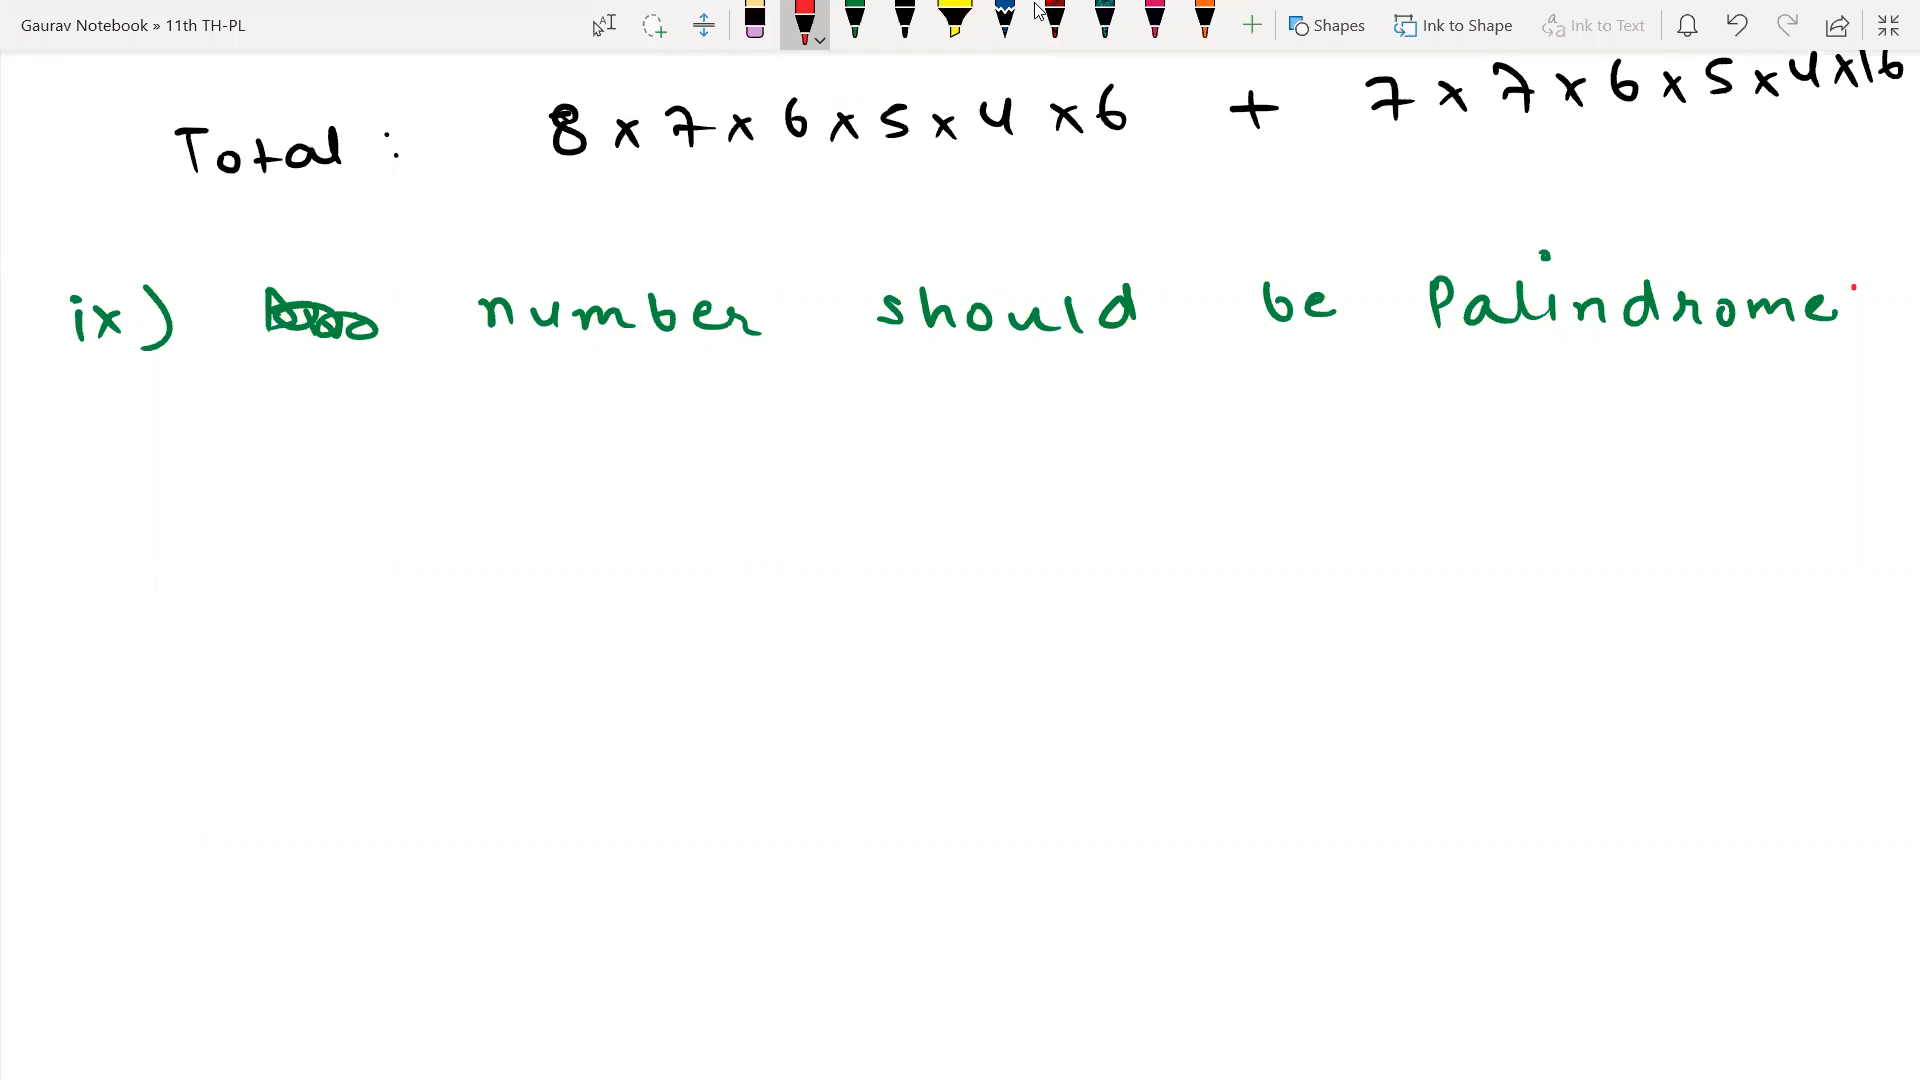 Gaurav Notebook » 11th TH-PL
Shapes
Ink to Shape
Ink to Text
Total : 8 x 7 x 6 x 5 x 4 x 6 + 7 x 7 x 6 x 5 x 4 x 16
ix) number should be Palindrome